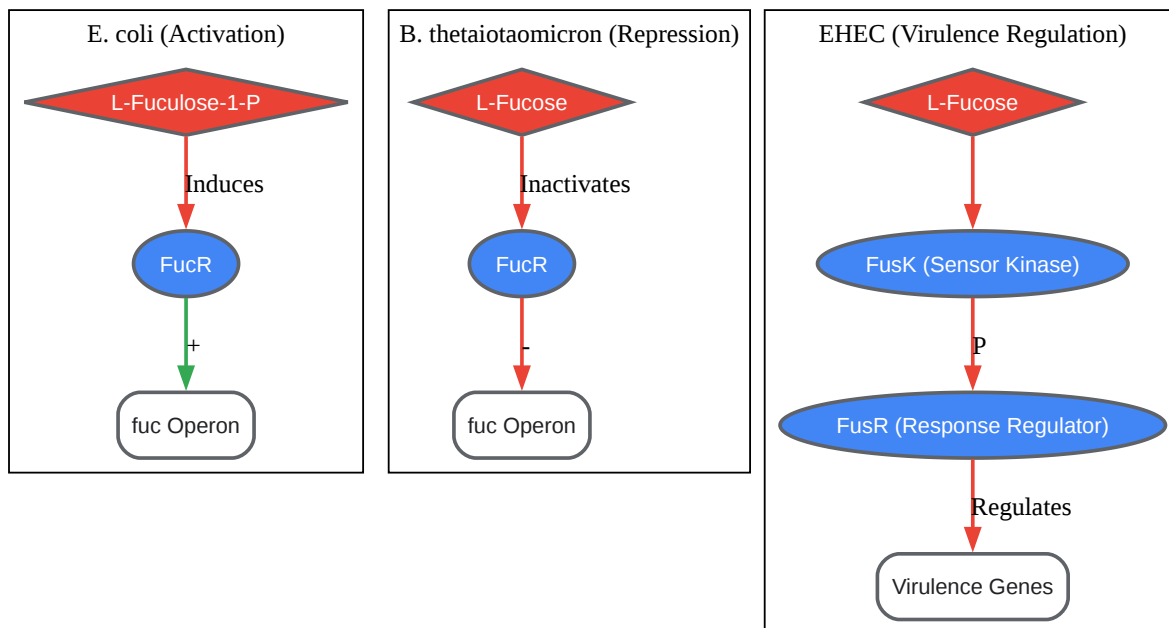 E. coli (Activation)
L-Fuculose-1-P
Induces
FucR
+
fuc Operon
B. thetaiotaomicron (Repression)
L-Fucose
Inactivates
FucR
-
fuc Operon
EHEC (Virulence Regulation)
L-Fucose
FusK (Sensor Kinase)
P
FusR (Response Regulator)
Regulates
Virulence Genes